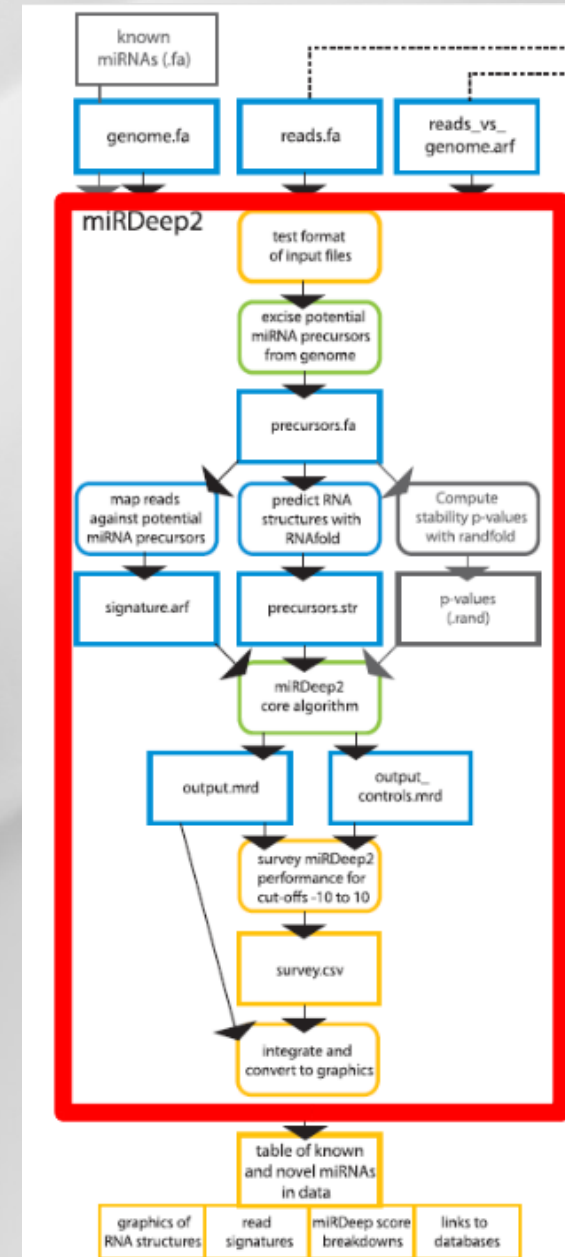 known
miRNAs (.fa)
genome.fa
reads.fa
reads_vs_
genome.arf
miRDeep2
test format
of input files
excise potential
miRNA precursors
from genome
precursors.fa
map reads
against potential
miRNA precursors
predict RNA
structures with
RNAfold
Compute
stability p-values
with randfold
signature.arf
precursors.str
p-values
(.rand)
miRDeep2
core algorithm
output.mrd
output_
controls.mrd
survey miRDeep2
performance for
cut-offs -10 to 10
survey.csv
integrate and
convert to graphics
table of known
and novel miRNAs
in data
graphics of
RNA structures
read
signatures
miRDeep score
breakdowns
links to
databases